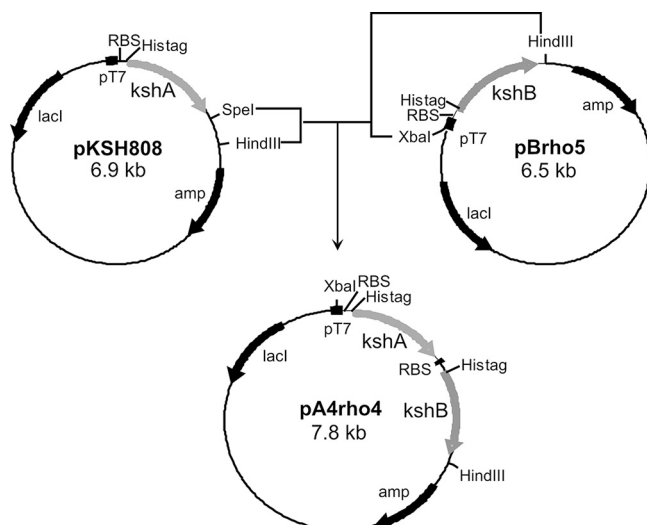 RBS
Histag
pT7
kshA
lacI
SpeI
HindIII
pKSH808
6.9 kb
amp
HindIII
kshB
amp
Histag
RBS
XbaI
pT7
pBrho5
6.5 kb
lacI
XbaI
RBS
Histag
pT7
kshA
lacI
RBS
Histag
kshB
pA4rho4
7.8 kb
HindIII
amp